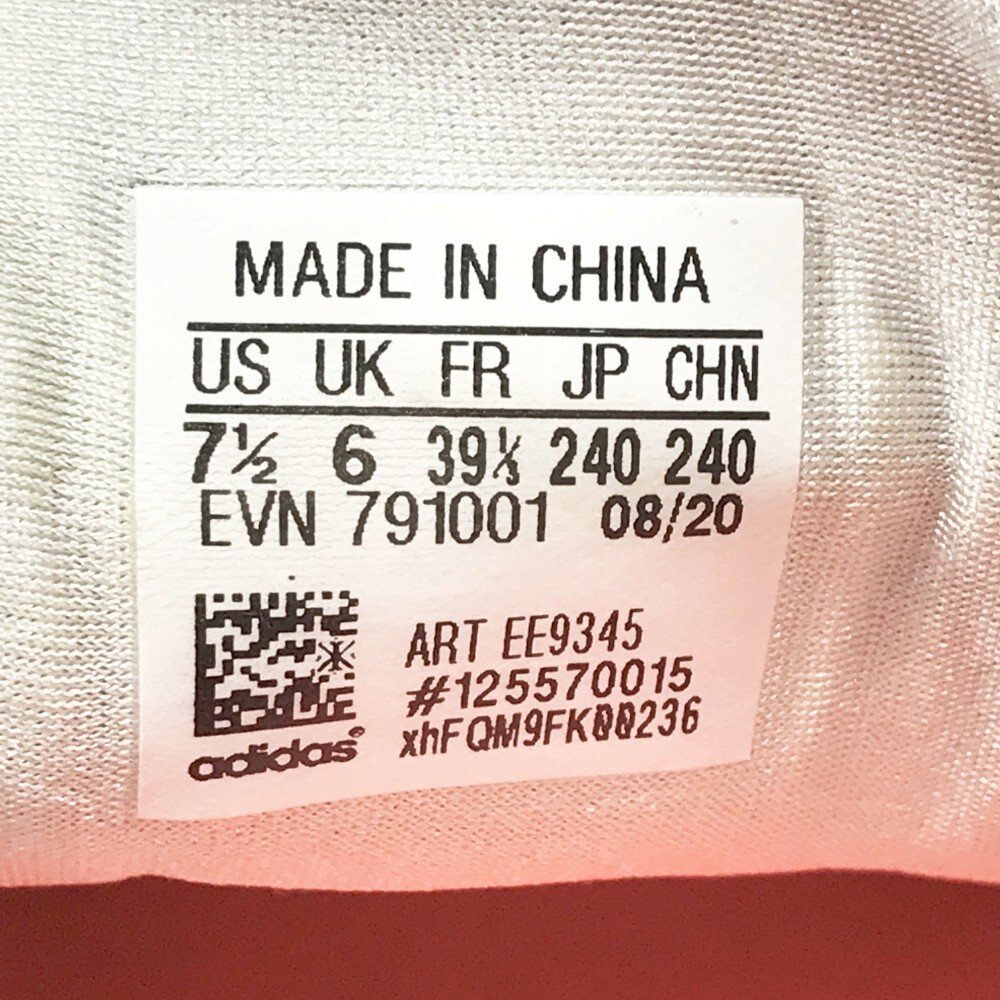 MADE IN CHINA
US UK FR JP CHN
7½ 6 39⅓ 240 240
EVN 791001 08/20
ART EE9345
#125570015
xhFQM9FK00236
adidas®